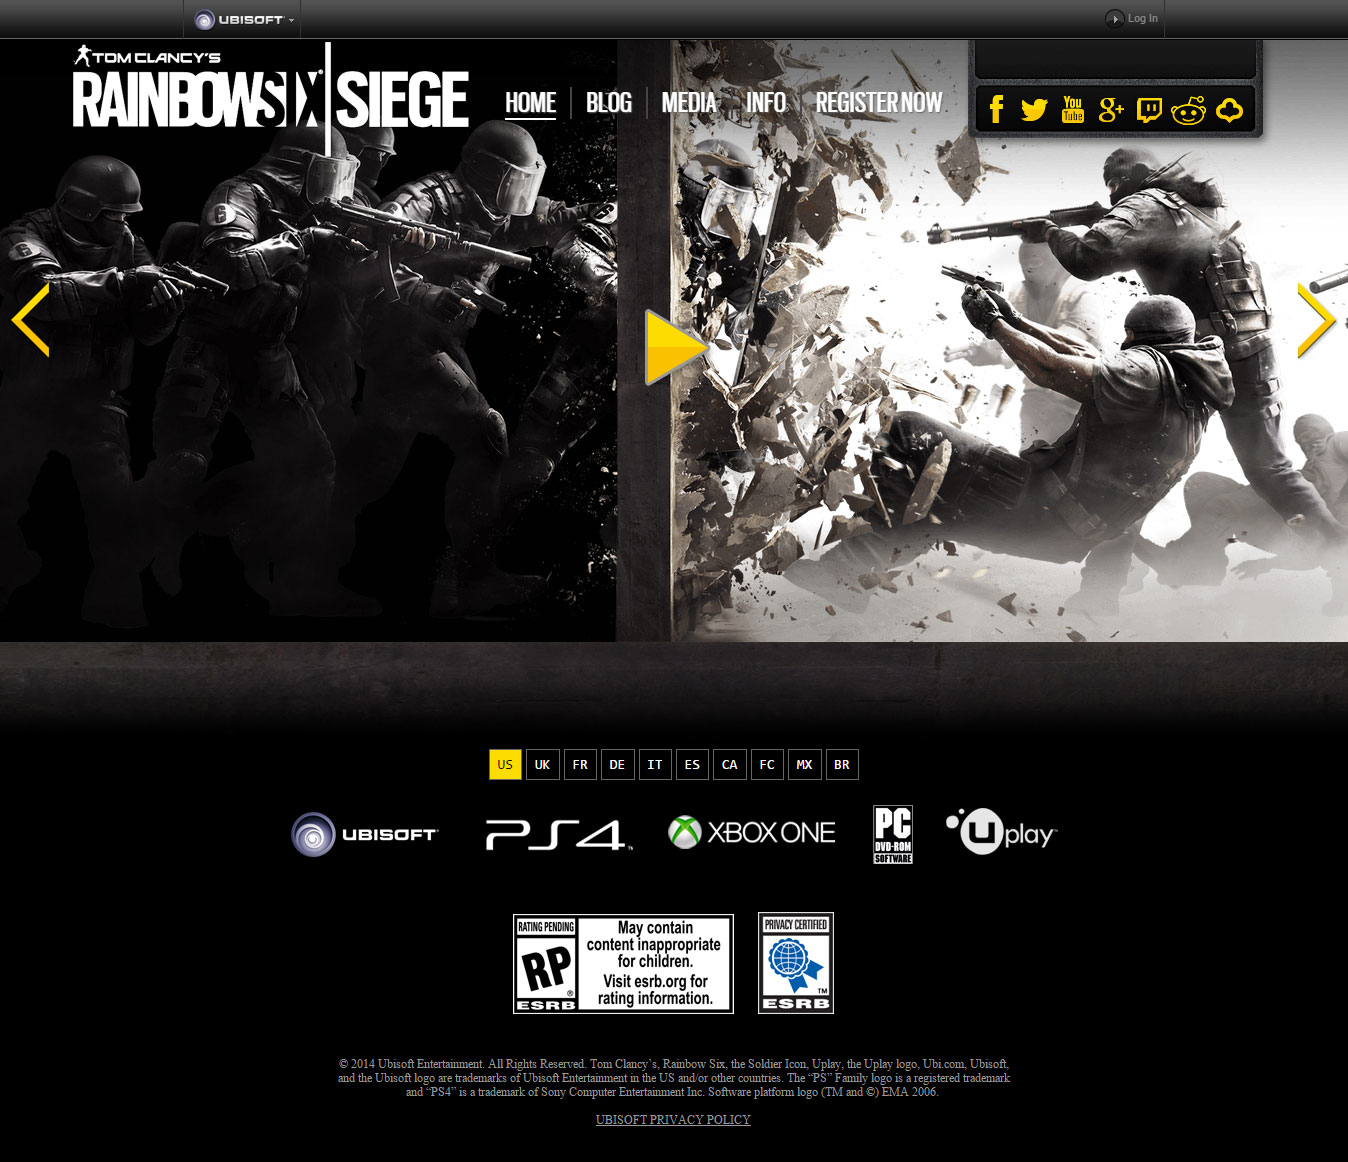 UBISOFT
Log In
TOM CLANCY'S
RAINBOWSIX SIEGE
HOME
BLOG
MEDIA
INFO
REGISTER NOW
You
Tube
g+
US
UK
FR
DE
IT
ES
CA
FC
MX
BR
UBISOFT
PS4™
XBOX ONE
PC
DVD-ROM
SOFTWARE
Uplay™
RATING PENDING
RP®
ESRB
May contain
content inappropriate
for children.
Visit esrb.org for
rating information.
PRIVACY CERTIFIED
™
ESRB
© 2014 Ubisoft Entertainment. All Rights Reserved. Tom Clancy’s, Rainbow Six, the Soldier Icon, Uplay, the Uplay logo, Ubi.com, Ubisoft,
and the Ubisoft logo are trademarks of Ubisoft Entertainment in the US and/or other countries. The “PS” Family logo is a registered trademark
and “PS4” is a trademark of Sony Computer Entertainment Inc. Software platform logo (TM and ©) EMA 2006.
UBISOFT PRIVACY POLICY